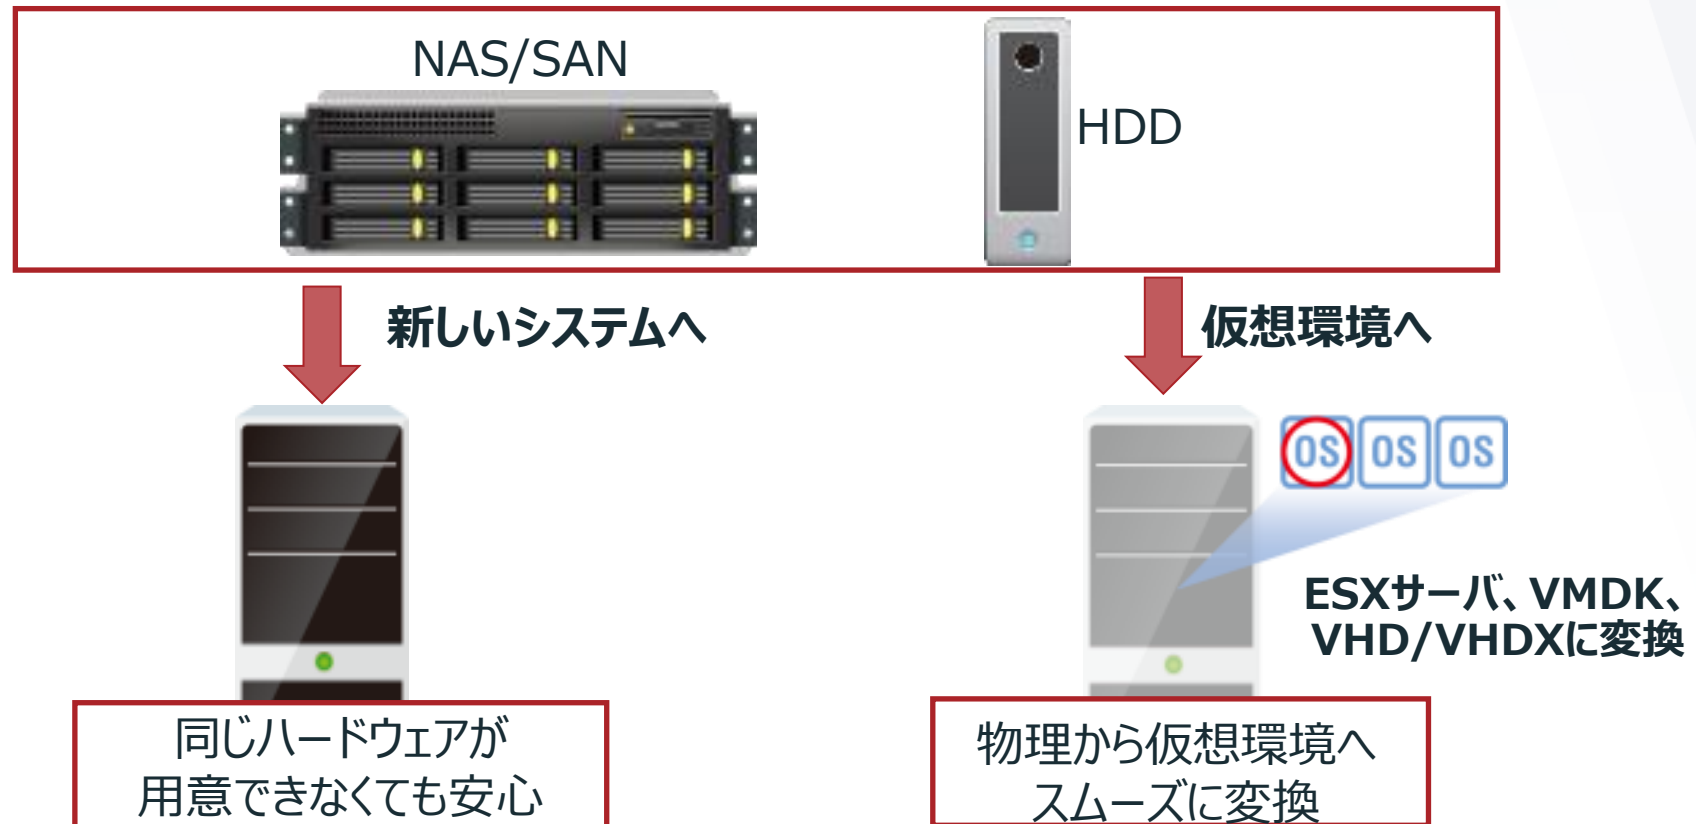 NAS/SAN
HDD
新しいシステムへ
仮想環境へ
OS OS OS
ESXサーバ、VMDK、
VHD/VHDXに変換
同じハードウェアが
用意できなくても安心
物理から仮想環境へ
スムーズに変換